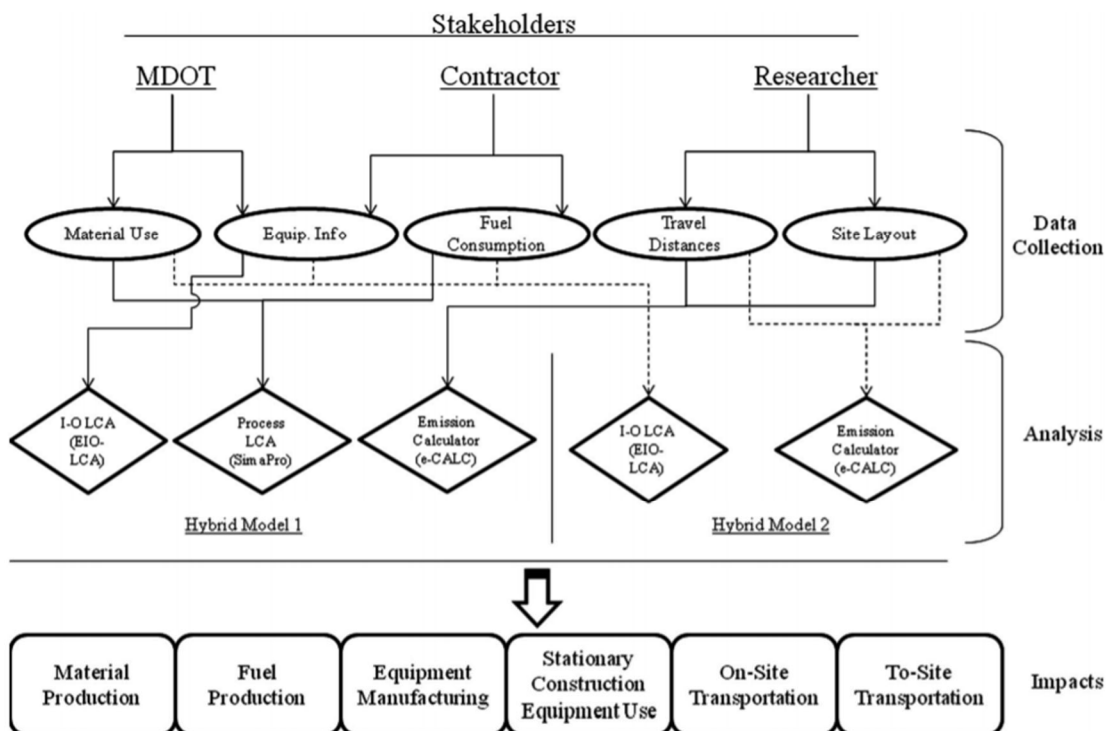 Stakeholders
MDOT
Contractor
Researcher
Material Use
Equip. Info
Fuel
Consumption
Travel
Distances
Site Layout
Data
Collection
I-O LCA
(EIO-
LCA)
Process
LCA
(SimaPro)
Emission
Calculator
(e-CALC)
I-O LCA
(EIO-
LCA)
Emission
Calculator
(e-CALC)
Analysis
Hybrid Model 1
Hybrid Model 2
Material
Production
Fuel
Production
Equipment
Manufacturing
Stationary
Construction
Equipment Use
On-Site
Transportation
To-Site
Transportation
Impacts